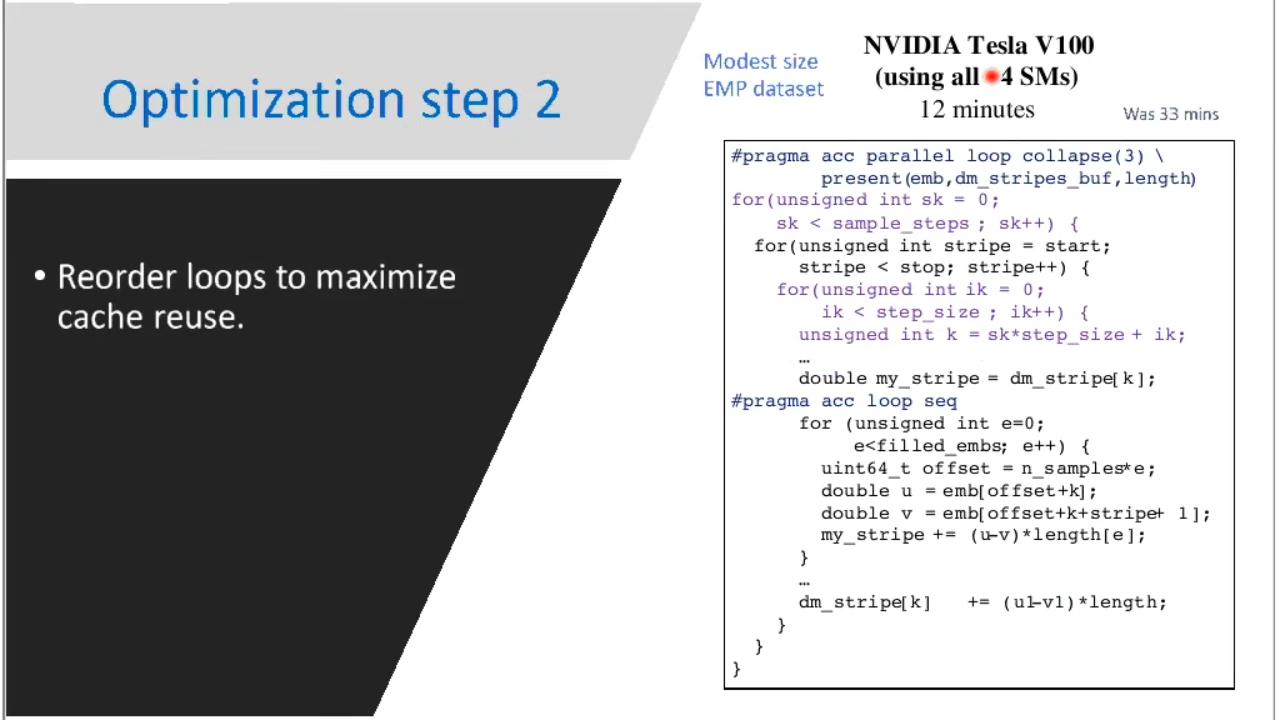 Optimization step 2
• Reorder loops to maximize
cache reuse.
Modest size
EMP dataset
NVIDIA Tesla V100
(using all 4 SMs)
12 minutes
Was 33 mins
#pragma acc parallel loop collapse(3) \
present(emb,dm_stripes_buf,length)
for(unsigned int sk = 0;
sk < sample_steps ; sk++) {
for(unsigned int stripe = start;
stripe < stop; stripe++) {
for(unsigned int ik = 0;
ik < step_size ; ik++) {
unsigned int k = sk*step_size + ik;
…
double my_stripe = dm_stripe[k];
#pragma acc loop seq
for (unsigned int e=0;
e<filled_embs; e++) {
uint64_t offset = n_samples*e;
double u = emb[offset+k];
double v = emb[offset+k+stripe+ 1];
my_stripe += (u-v)*length[e];
}
…
dm_stripe[k] += (u1-v1)*length;
}
}
}